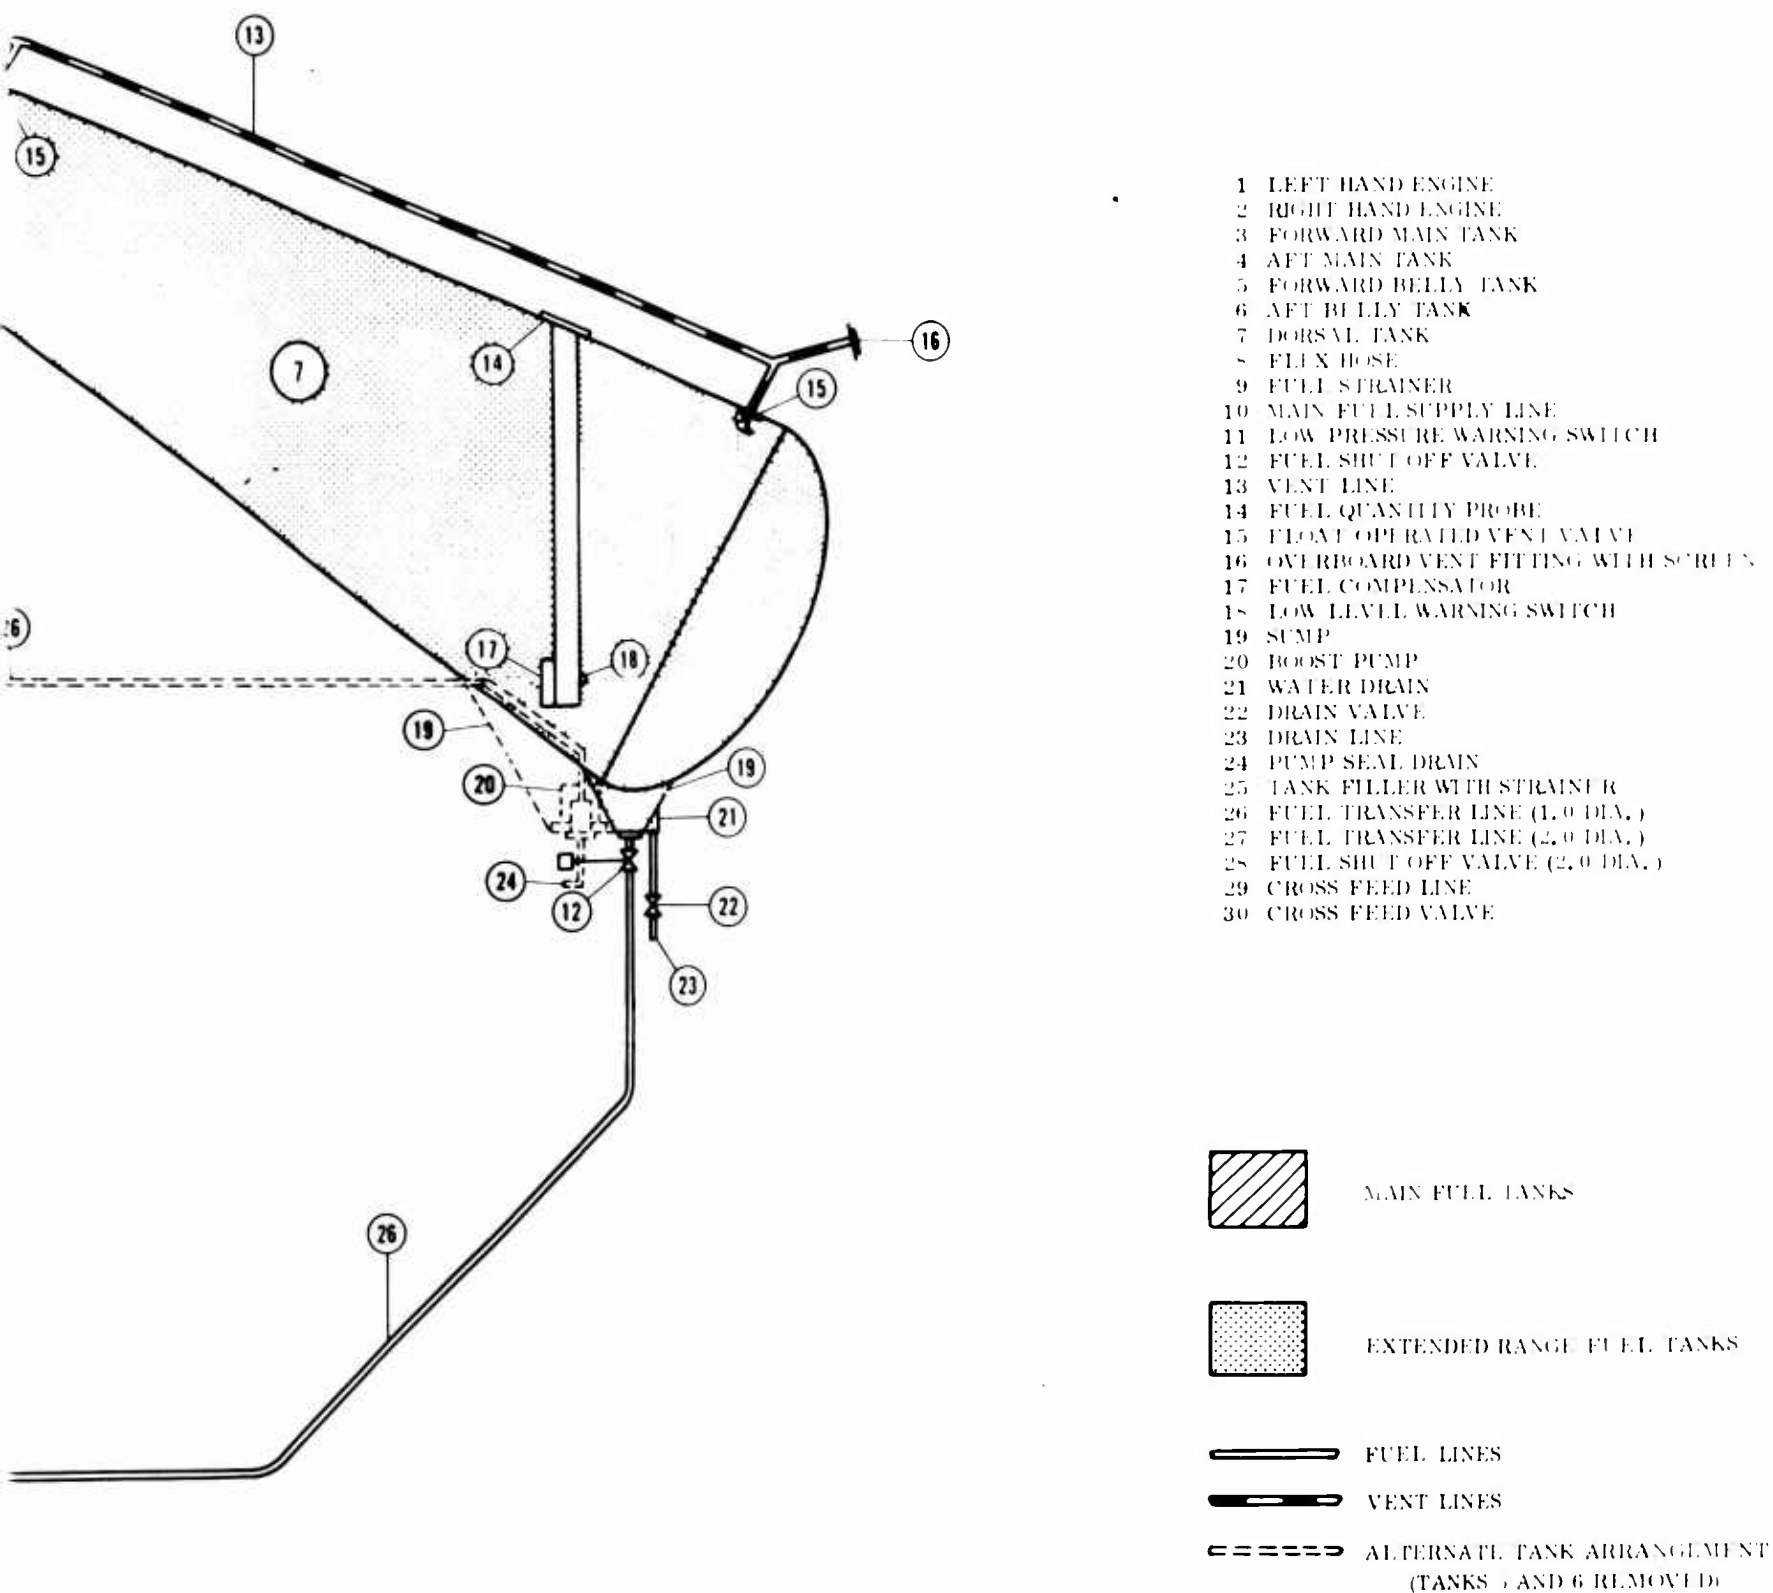 13
15
7
14
16
15
26
17
18
19
20
19
21
24
12
22
23
26
1 LEFT HAND ENGINE
2 RIGHT HAND ENGINE
3 FORWARD MAIN TANK
4 AFT MAIN TANK
5 FORWARD BELLY TANK
6 AFT BELLY TANK
7 DORSAL TANK
8 FLEX HOSE
9 FUEL STRAINER
10 MAIN FUEL SUPPLY LINE
11 LOW PRESSURE WARNING SWITCH
12 FUEL SHUT OFF VALVE
13 VENT LINE
14 FUEL QUANTITY PROBE
15 FLOAT OPERATED VENT VALVE
16 OVERBOARD VENT FITTING WITH SCREEN
17 FUEL COMPENSATOR
18 LOW LEVEL WARNING SWITCH
19 SUMP
20 BOOST PUMP
21 WATER DRAIN
22 DRAIN VALVE
23 DRAIN LINE
24 PUMP SEAL DRAIN
25 TANK FILLER WITH STRAINER
26 FUEL TRANSFER LINE (1.0 DIA.)
27 FUEL TRANSFER LINE (2.0 DIA.)
28 FUEL SHUT OFF VALVE (2.0 DIA.)
29 CROSS FEED LINE
30 CROSS FEED VALVE
MAIN FUEL TANKS
EXTENDED RANGE FUEL TANKS
FUEL LINES
VENT LINES
ALTERNATE TANK ARRANGEMENT
(TANKS 5 AND 6 REMOVED)